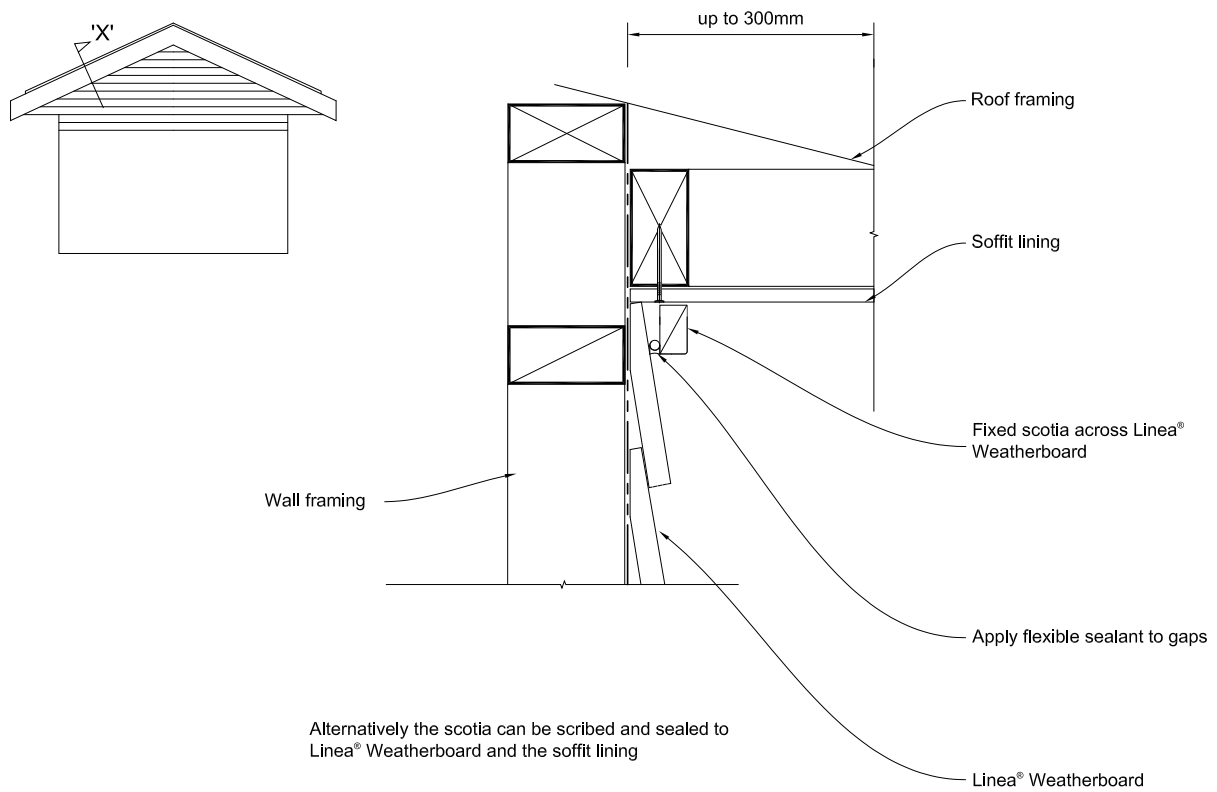 'X'
up to 300mm
Roof framing
Soffit lining
Fixed scotia across Linea®
Weatherboard
Wall framing
Apply flexible sealant to gaps
Alternatively the scotia can be scribed and sealed to
Linea® Weatherboard and the soffit lining
Linea® Weatherboard